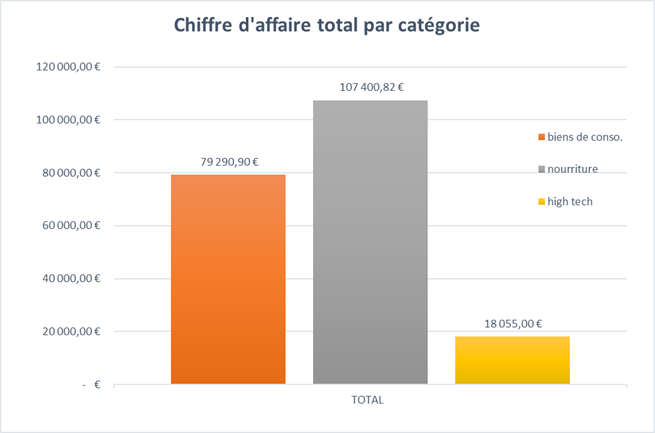 Chiffre d'affaire total par catégorie
120 000,00 €
100 000,00 €
80 000,00 €
60 000,00 €
40 000,00 €
20 000,00 €
- €
79 290,90 €
107 400,82 €
18 055,00 €
TOTAL
biens de conso.
nourriture
high tech